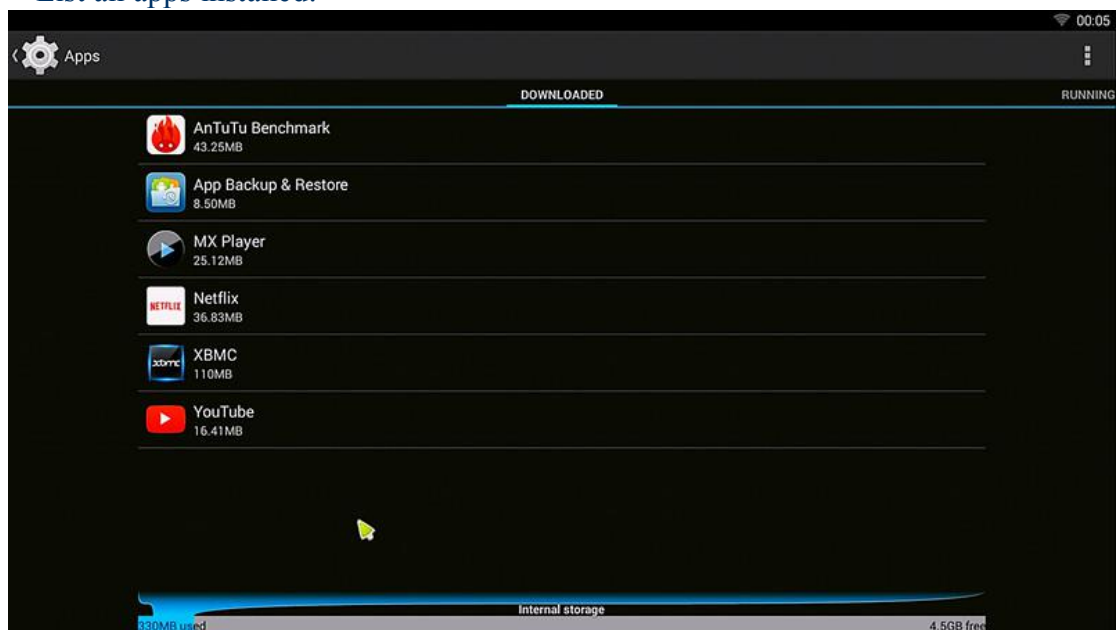 List all apps installed.
00:05
Apps
DOWNLOADED
RUNNING
AnTuTu Benchmark
43.25MB
App Backup & Restore
8.50MB
MX Player
25.12MB
NETFLIX
Netflix
36.83MB
xbmc
XBMC
110MB
YouTube
16.41MB
Internal storage
330MB used
4.5GB free